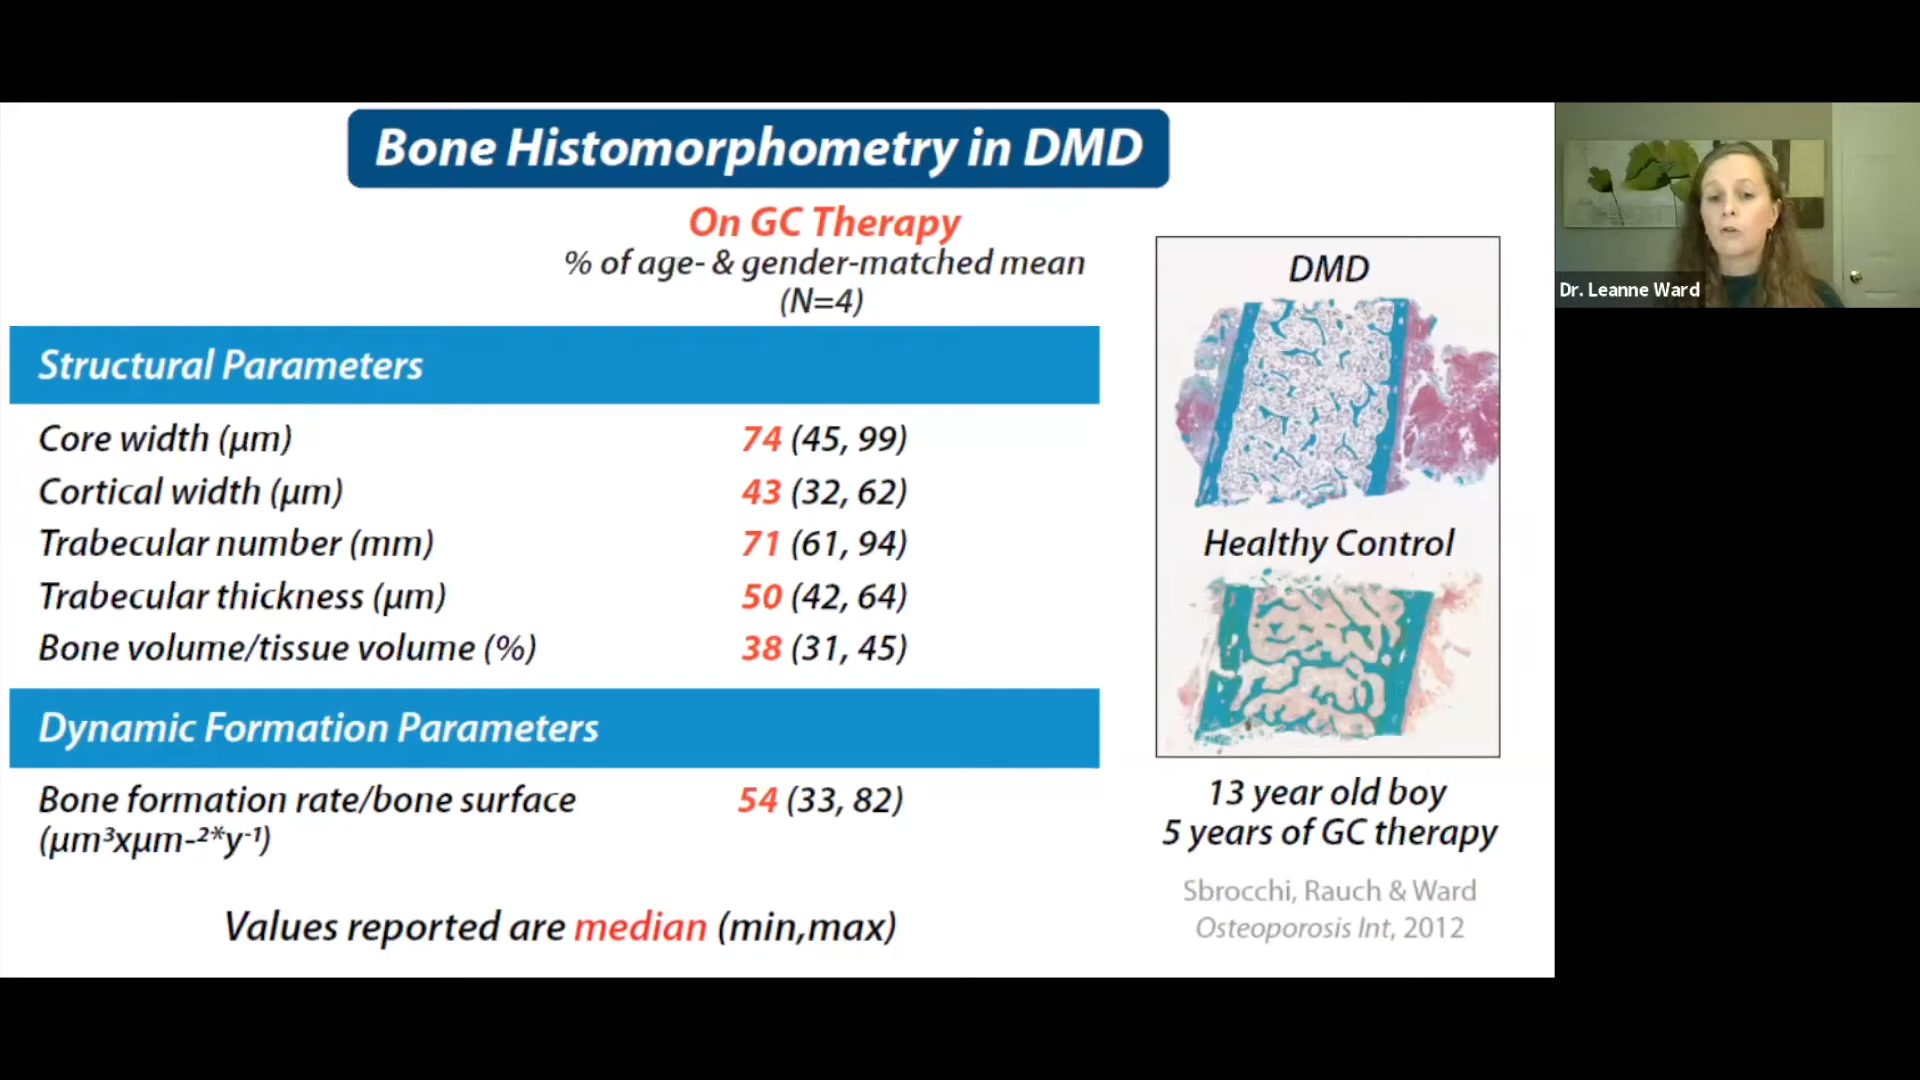 Bone Histomorphometry in DMD
On GC Therapy
% of age- & gender-matched mean
(N=4)
Structural Parameters
Core width (µm) 74 (45, 99)
Cortical width (µm) 43 (32, 62)
Trabecular number (mm) 71 (61, 94)
Trabecular thickness (µm) 50 (42, 64)
Bone volume/tissue volume (%) 38 (31, 45)
Dynamic Formation Parameters
Bone formation rate/bone surface 54 (33, 82)
(µm³xµm-²*y-¹)
Values reported are median (min,max)
DMD
Healthy Control
13 year old boy
5 years of GC therapy
Sbrocchi, Rauch & Ward
Osteoporosis Int, 2012
Dr. Leanne Ward